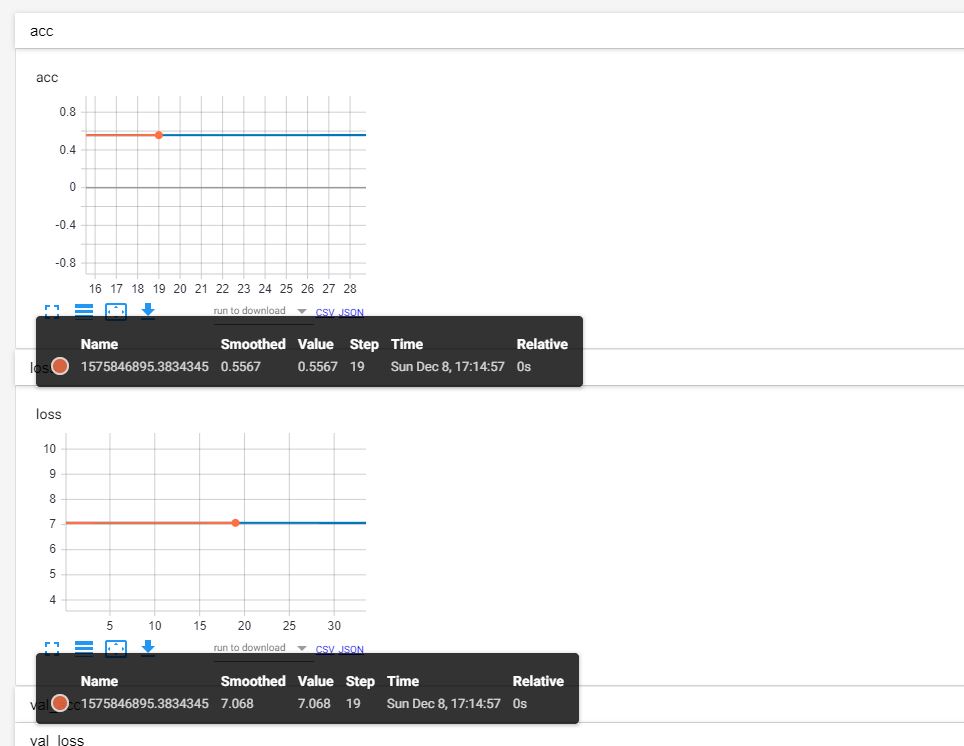 acc
acc
0.8
0.4
0
-0.4
-0.8
16 17 18 19 20 21 22 23 24 25 26 27 28
run to download CSV JSON
Name Smoothed Value Step Time Relative
1575846895.3834345 0.5567 0.5567 19 Sun Dec 8, 17:14:57 0s
loss
loss
10
9
8
7
6
5
4
5 10 15 20 25 30
run to download CSV JSON
Name Smoothed Value Step Time Relative
val_acc
1575846895.3834345 7.068 7.068 19 Sun Dec 8, 17:14:57 0s
val_loss